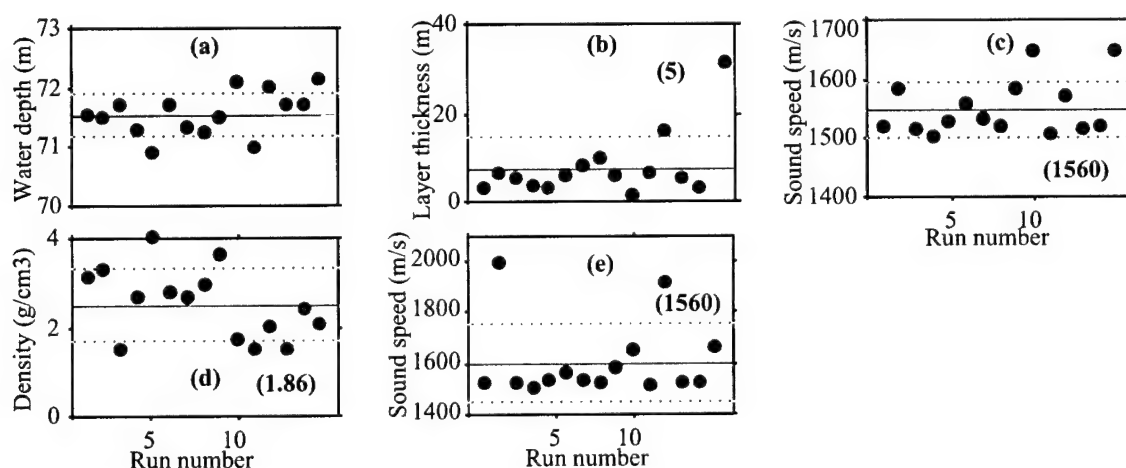 Water depth (m)
73
72
71
70
(a)
Layer thickness (m)
40
20
0
(b)
(5)
Sound speed (m/s)
1700
1600
1500
1400
(c)
(1560)
5
10
Run number
Density (g/cm3)
4
2
0
(d)
(1.86)
5
10
Run number
Sound speed (m/s)
2000
1800
1600
1400
(e)
(1560)
5
10
Run number